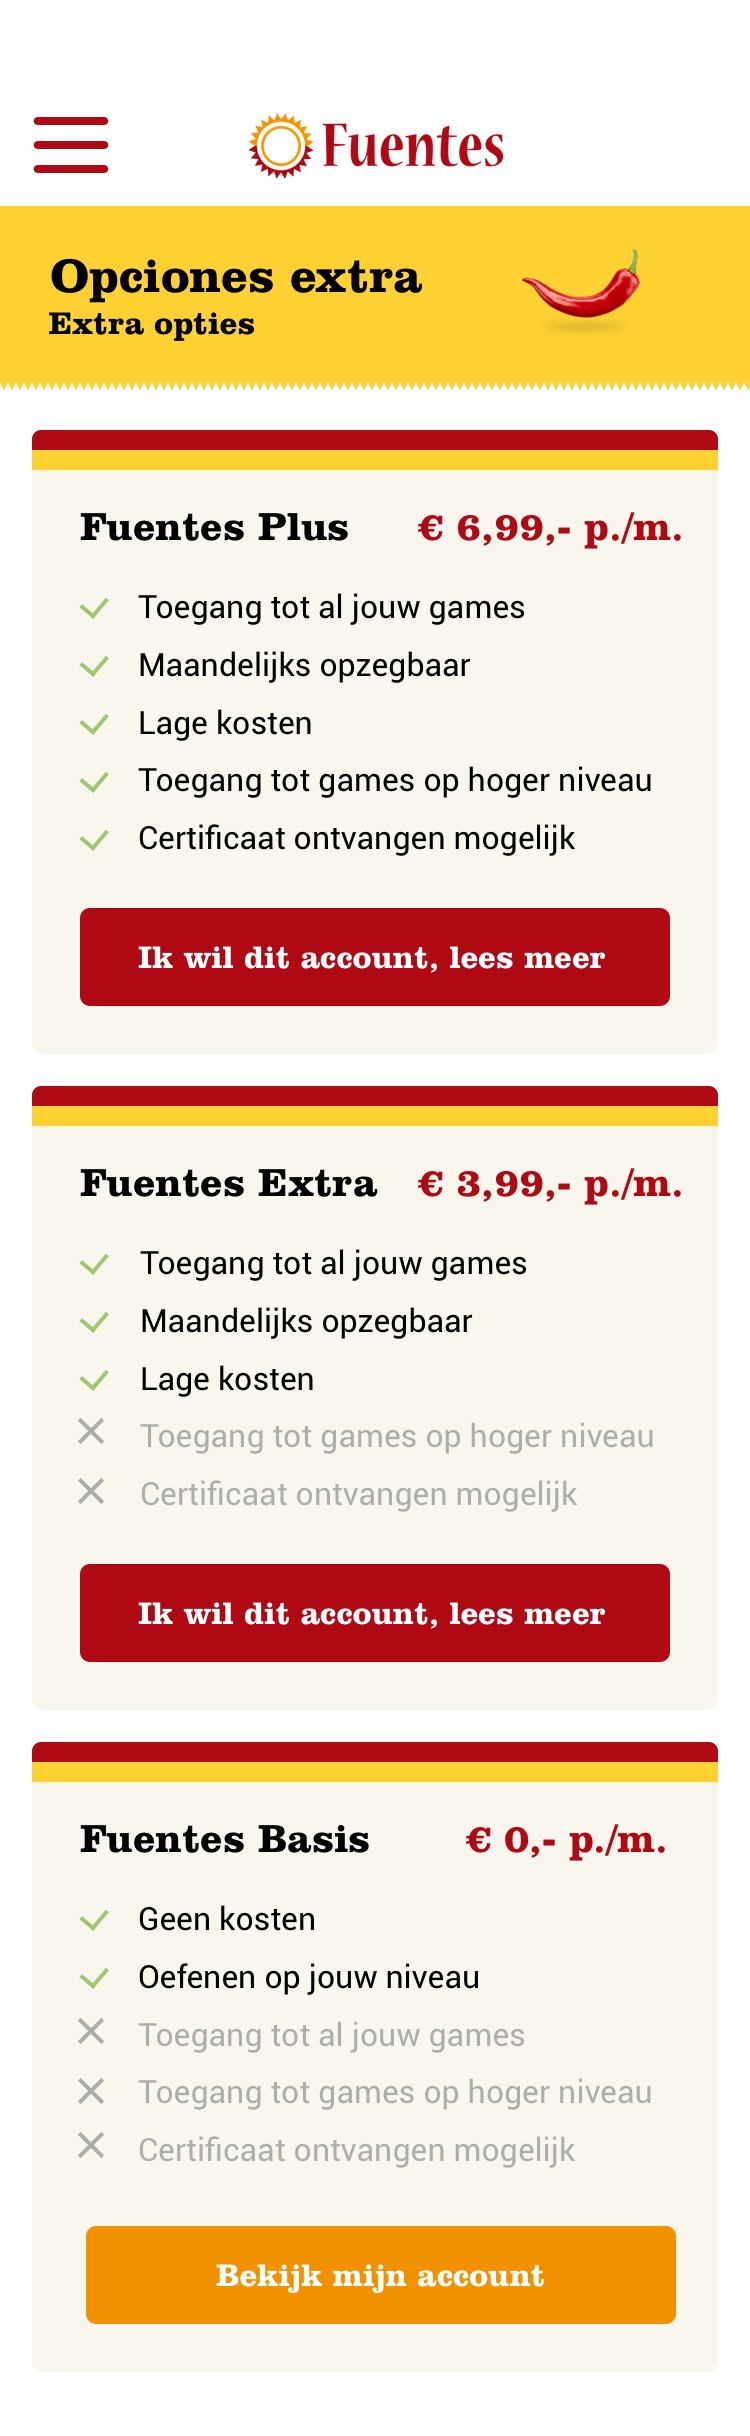 Fuentes
Opciones extra
Extra opties
Fuentes Plus € 6,99,- p./m.
Toegang tot al jouw games
Maandelijks opzegbaar
Lage kosten
Toegang tot games op hoger niveau
Certificaat ontvangen mogelijk
Ik wil dit account, lees meer
Fuentes Extra € 3,99,- p./m.
Toegang tot al jouw games
Maandelijks opzegbaar
Lage kosten
Toegang tot games op hoger niveau
Certificaat ontvangen mogelijk
Ik wil dit account, lees meer
Fuentes Basis € 0,- p./m.
Geen kosten
Oefenen op jouw niveau
Toegang tot al jouw games
Toegang tot games op hoger niveau
Certificaat ontvangen mogelijk
Bekijk mijn account